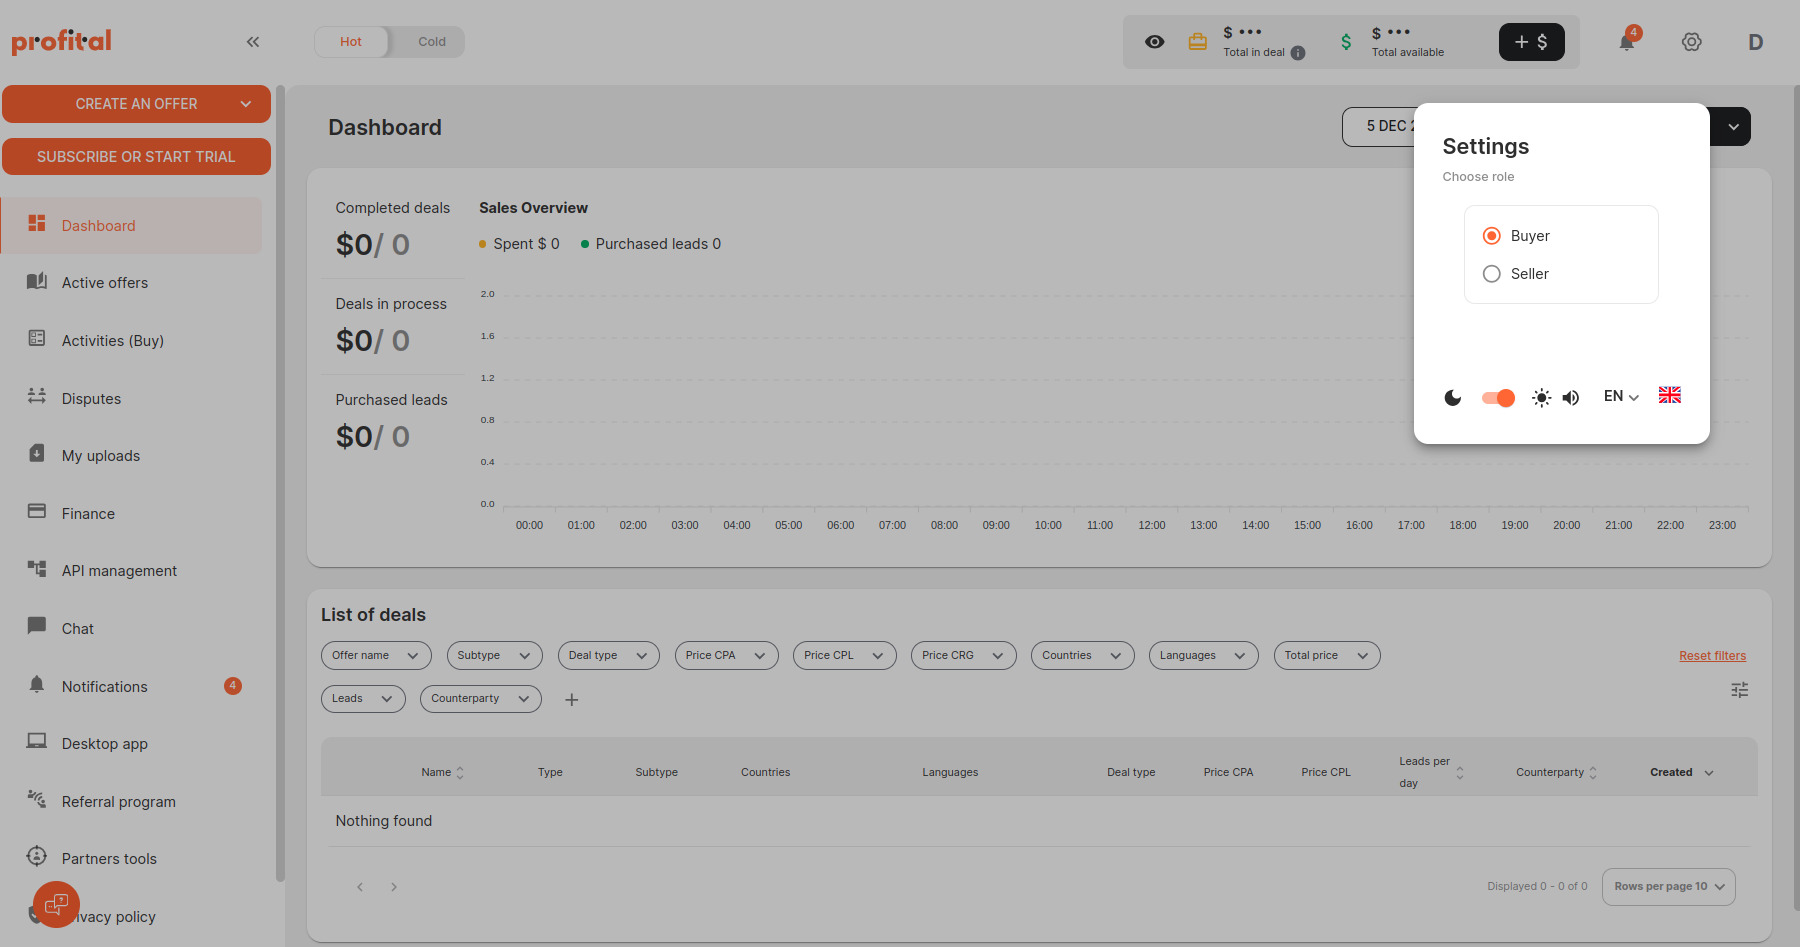 profital
Hot
Cold
$ •••
Total in deal
$ •••
Total available
+ $
4
D
CREATE AN OFFER
SUBSCRIBE OR START TRIAL
Dashboard
Active offers
Activities (Buy)
Disputes
My uploads
Finance
API management
Chat
Notifications
4
Desktop app
Referral program
Partners tools
vacy policy
Dashboard
5 DEC
Settings
Choose role
Buyer
Seller
EN
Completed deals
$0/ 0
Deals in process
$0/ 0
Purchased leads
$0/ 0
Sales Overview
Spent $ 0
Purchased leads 0
2.0
1.6
1.2
0.8
0.4
0.0
00:00 01:00 02:00 03:00 04:00 05:00 06:00 07:00 08:00 09:00 10:00 11:00 12:00 13:00 14:00 15:00 16:00 17:00 18:00 19:00 20:00 21:00 22:00 23:00
List of deals
Offer name Subtype Deal type Price CPA Price CPL Price CRG Countries Languages Total price
Reset filters
Leads Counterparty +
Name Type Subtype Countries Languages Deal type Price CPA Price CPL Leads per day Counterparty Created
Nothing found
Displayed 0 - 0 of 0
Rows per page 10